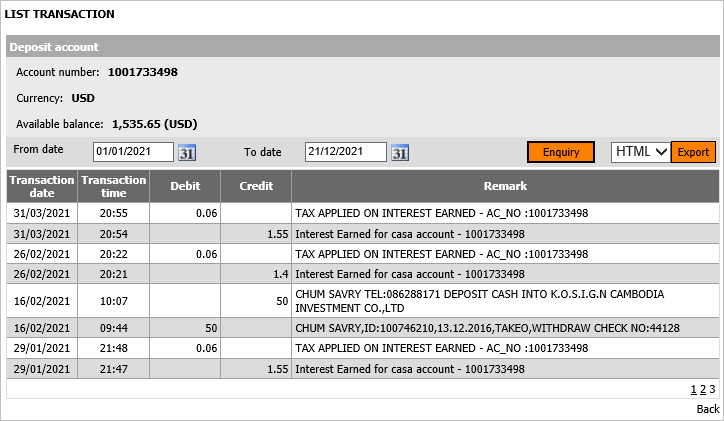 LIST TRANSACTION
Deposit account
Account number: 1001733498
Currency: USD
Available balance: 1,535.65 (USD)
From date 01/01/2021 31 To date 21/12/2021 31 Enquiry HTML Export
Transaction date Transaction time Debit Credit Remark
31/03/2021 20:55 0.06 TAX APPLIED ON INTEREST EARNED - AC_NO :1001733498
31/03/2021 20:54 1.55 Interest Earned for casa account - 1001733498
26/02/2021 20:22 0.06 TAX APPLIED ON INTEREST EARNED - AC_NO :1001733498
26/02/2021 20:21 1.4 Interest Earned for casa account - 1001733498
16/02/2021 10:07 50 CHUM SAVRY TEL:086288171 DEPOSIT CASH INTO K.O.S.I.G.N CAMBODIA
INVESTMENT CO.,LTD
16/02/2021 09:44 50 CHUM SAVRY,ID:100746210,13.12.2016,TAKEO,WITHDRAW CHECK NO:44128
29/01/2021 21:48 0.06 TAX APPLIED ON INTEREST EARNED - AC_NO :1001733498
29/01/2021 21:47 1.55 Interest Earned for casa account - 1001733498
1 2 3
Back